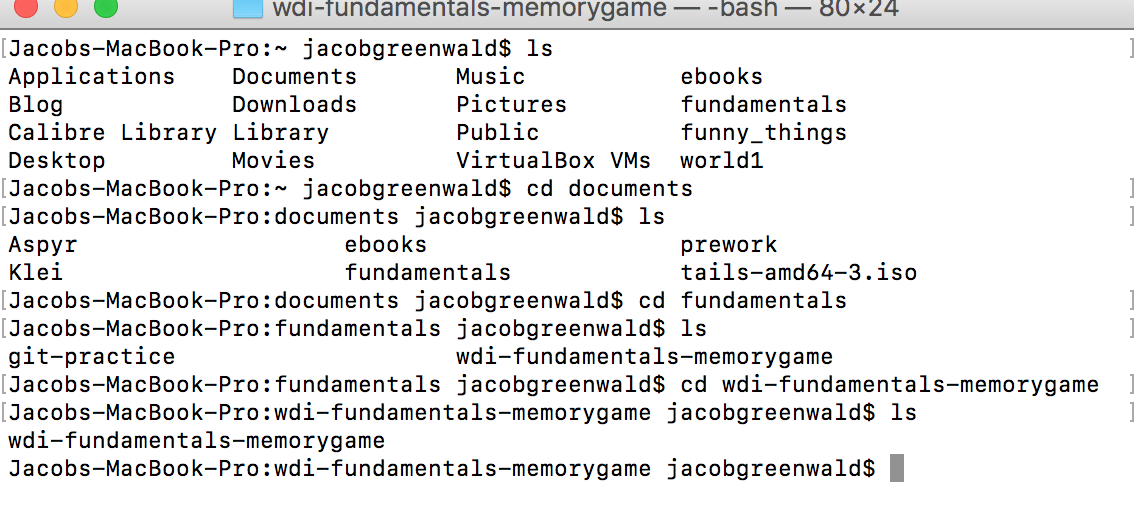 wdi-fundamentals-memorygame — -bash — 80×24
[Jacobs-MacBook-Pro:~ jacobgreenwald$ ls ]
Applications Documents Music ebooks
Blog Downloads Pictures fundamentals
Calibre Library Library Public funny_things
Desktop Movies VirtualBox VMs world1
[Jacobs-MacBook-Pro:~ jacobgreenwald$ cd documents ]
[Jacobs-MacBook-Pro:documents jacobgreenwald$ ls ]
Aspyr ebooks prework
Klei fundamentals tails-amd64-3.iso
[Jacobs-MacBook-Pro:documents jacobgreenwald$ cd fundamentals ]
[Jacobs-MacBook-Pro:fundamentals jacobgreenwald$ ls ]
git-practice wdi-fundamentals-memorygame
[Jacobs-MacBook-Pro:fundamentals jacobgreenwald$ cd wdi-fundamentals-memorygame ]
[Jacobs-MacBook-Pro:wdi-fundamentals-memorygame jacobgreenwald$ ls ]
wdi-fundamentals-memorygame
Jacobs-MacBook-Pro:wdi-fundamentals-memorygame jacobgreenwald$